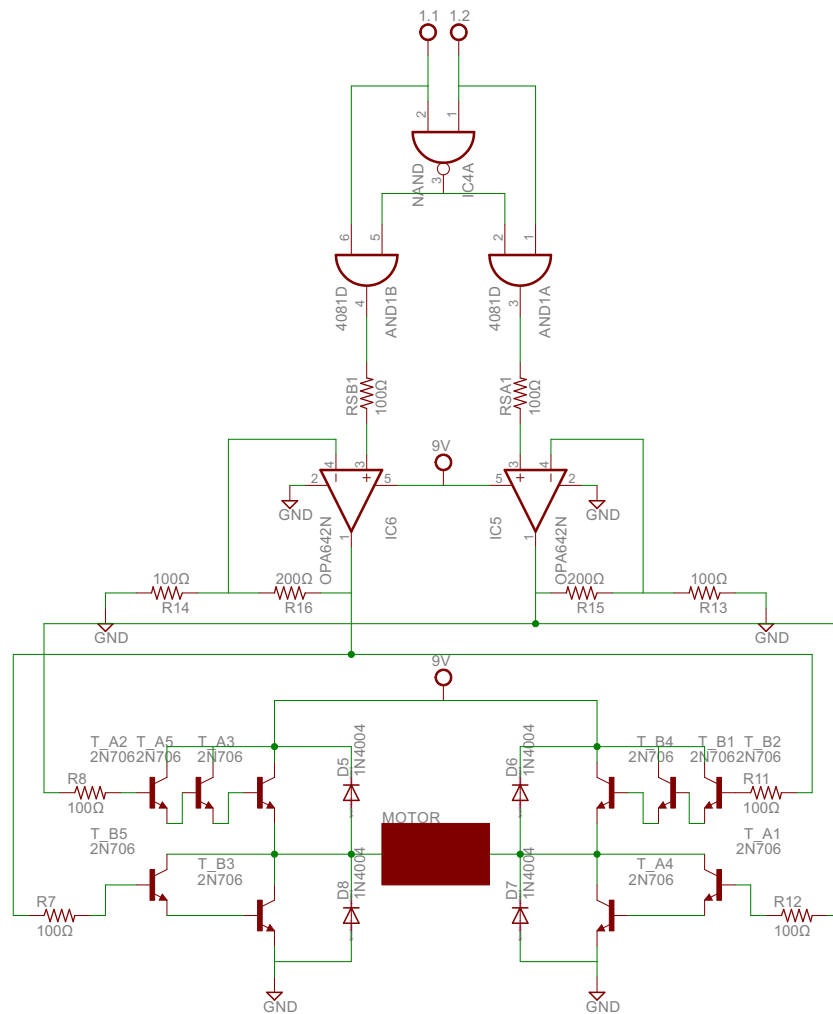 1.1 1.2
2 1
NAND
3
IC4A
6 5 2 1
4081D
4
AND1B
4081D
3
AND1A
RSB1
100Ω
RSA1
100Ω
9V
4 3 3 4
- + + -
2 5 5 2
GND
GND
OPA642N
1
IC6
IC5
1
OPA642N
100Ω 200Ω 200Ω 100Ω
R14 R16 R15 R13
GND
GND
9V
T_A2 T_A5 T_A3
2N706 2N706 2N706
D5
1N4004
D6
1N4004
T_B4 T_B1 T_B2
2N706 2N706 2N706
R8
100Ω
R11
100Ω
MOTOR
T_B5
2N706
T_B3
2N706
D8
1N4004
D7
1N4004
T_A4
2N706
T_A1
2N706
R7
100Ω
R12
100Ω
GND
GND